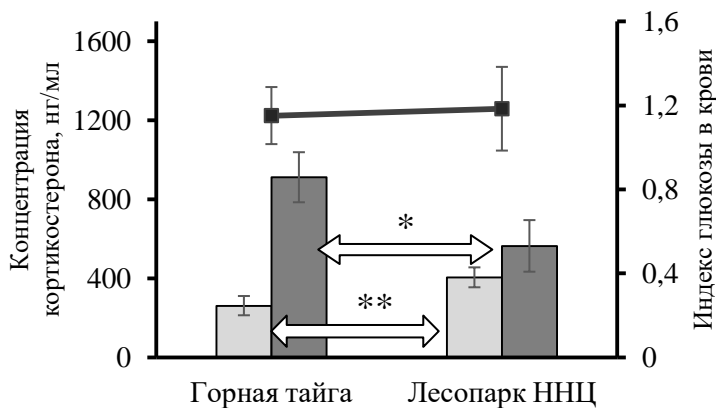 Концентрация
кортикостерона, нг/мл
1600
1200
800
400
0
*
**
Горная тайга
Лесопарк ННЦ
1,6
1,2
0,8
0,4
0
Индекс глюкозы в крови